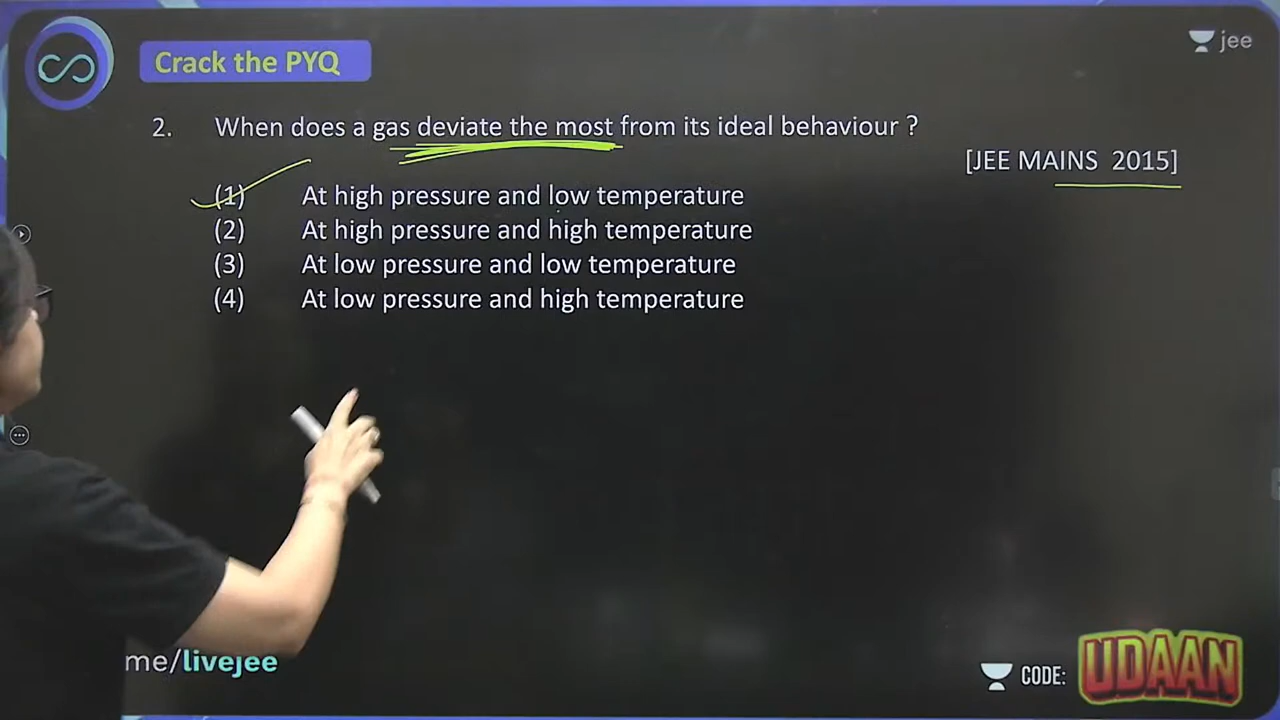 Crack the PYQ
jee
2. When does a gas deviate the most from its ideal behaviour ?
[JEE MAINS 2015]
(1) At high pressure and low temperature
(2) At high pressure and high temperature
(3) At low pressure and low temperature
(4) At low pressure and high temperature
me/livejee
CODE: UDAAN